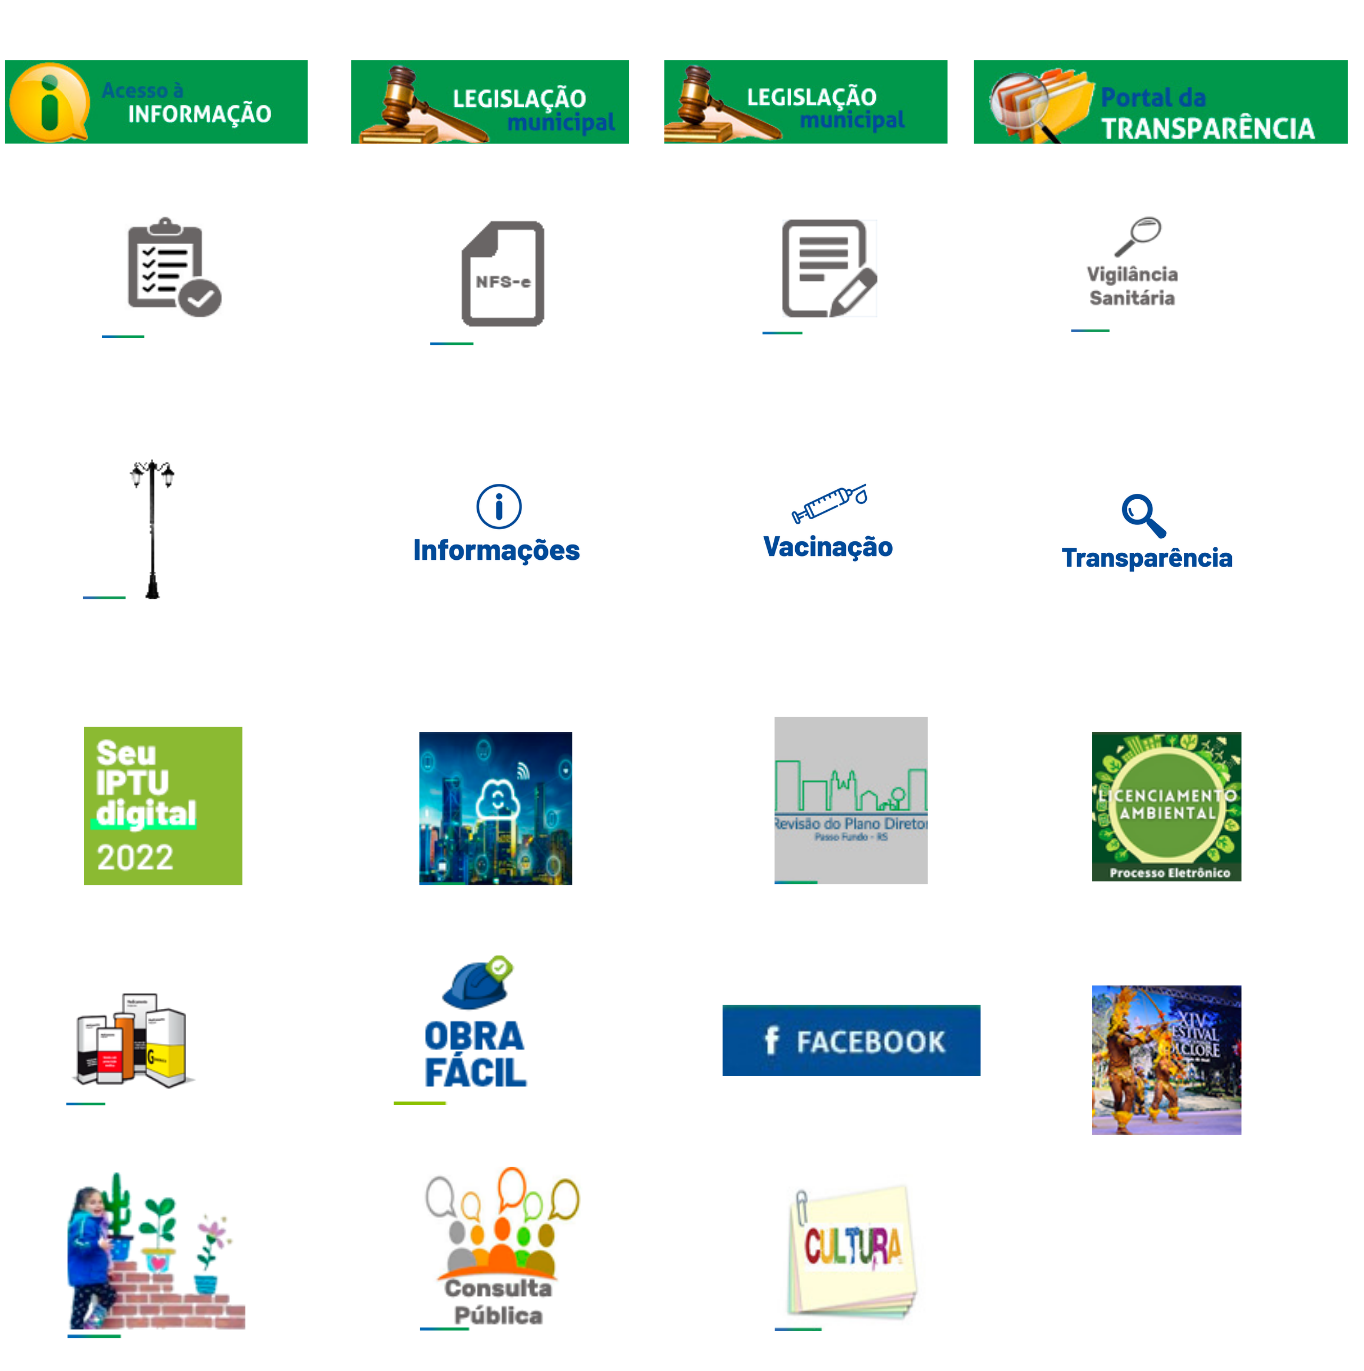 Acesso à
INFORMAÇÃO
LEGISLAÇÃO
municipal
LEGISLAÇÃO
municipal
Portal da
TRANSPARÊNCIA
NFS-e
Vigilância
Sanitária
Informações
Vacinação
Transparência
Seu
IPTU
digital
2022
Revisão do Plano Diretor
Passo Fundo - RS
LICENCIAMENTO
AMBIENTAL
Processo Eletrônico
G
OBRA
FÁCIL
f FACEBOOK
XIV
FESTIVAL
Consulta
Pública
CULTURA